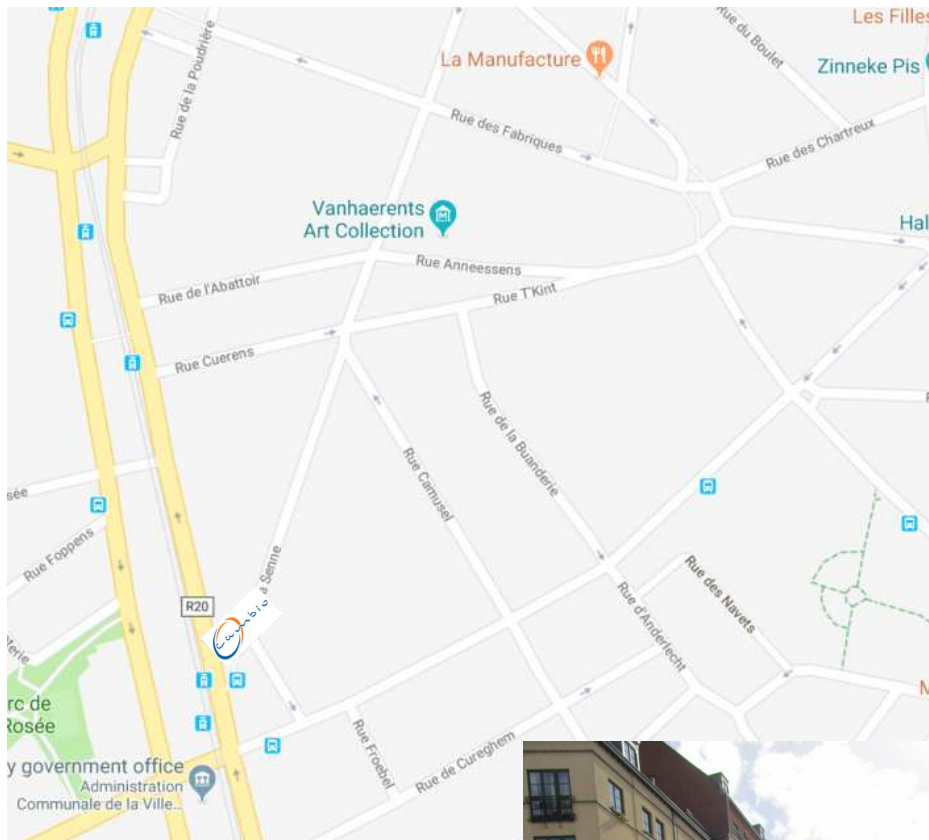 Les Filles
Rue du Boulet
La Manufacture
Zinneke Pis
Rue de la Poudrière
Rue des Fabriques
Rue des Chartreux
Vanhaerents
Art Collection
Hal
Rue Anneessens
Rue de l'Abattoir
Rue T'Kint
Rue Cuerens
Rue de la Buanderie
Rue Camusel
sée
Rue Foppens
a Senne
Rue des Navets
R20
Rue d'Anderlecht
terie
rc de
Rosée
M
Rue Froebel
y government office
Administration
Communale de la Ville...
Rue de Cureghem